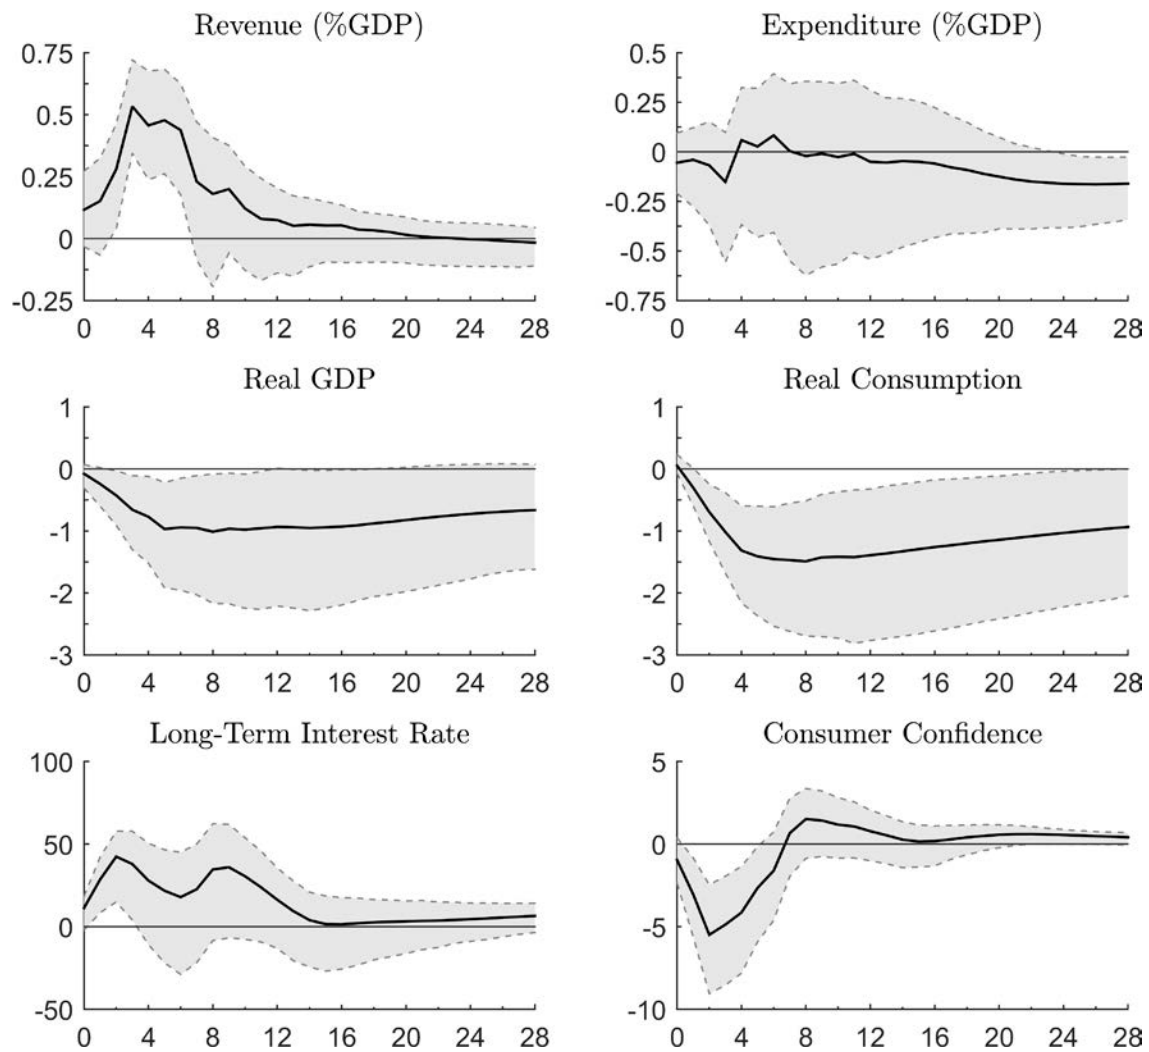 Revenue (%GDP)
0.75
0.5
0.25
0
-0.25
0 4 8 12 16 20 24 28
Expenditure (%GDP)
0.5
0.25
0
-0.25
-0.5
-0.75
0 4 8 12 16 20 24 28
Real GDP
1
0
-1
-2
-3
0 4 8 12 16 20 24 28
Real Consumption
1
0
-1
-2
-3
0 4 8 12 16 20 24 28
Long-Term Interest Rate
100
50
0
-50
0 4 8 12 16 20 24 28
Consumer Confidence
5
0
-5
-10
0 4 8 12 16 20 24 28